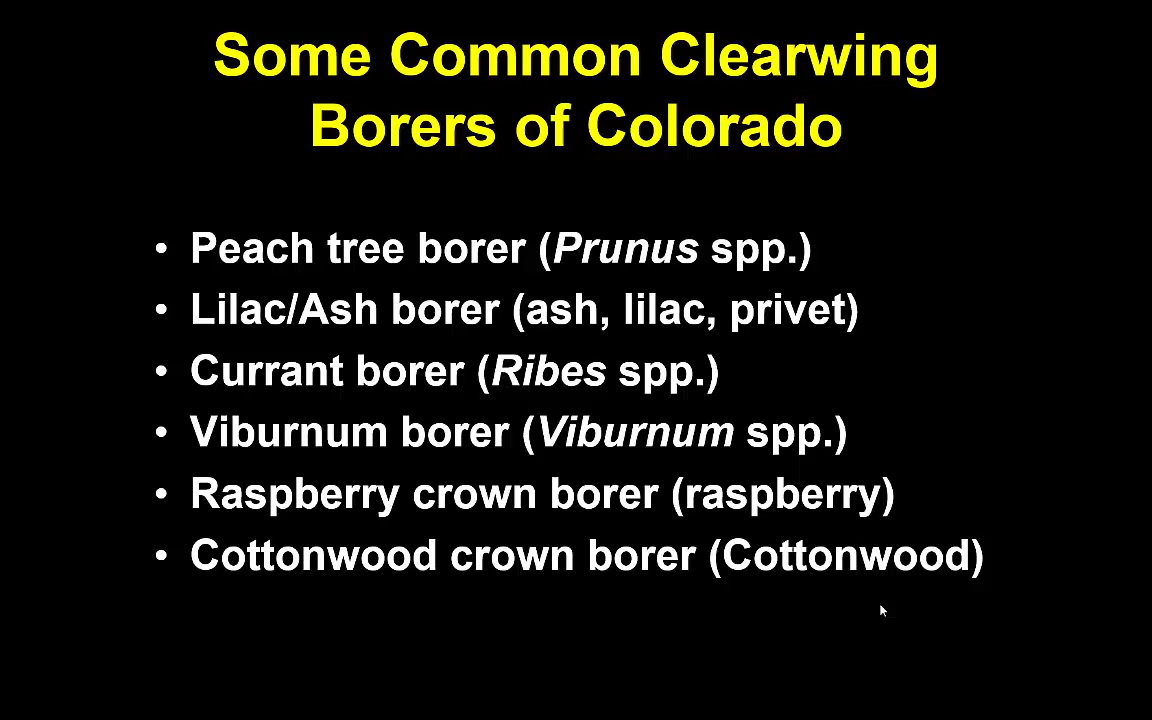 Some Common Clearwing
Borers of Colorado
• Peach tree borer (Prunus spp.)
• Lilac/Ash borer (ash, lilac, privet)
• Currant borer (Ribes spp.)
• Viburnum borer (Viburnum spp.)
• Raspberry crown borer (raspberry)
• Cottonwood crown borer (Cottonwood)